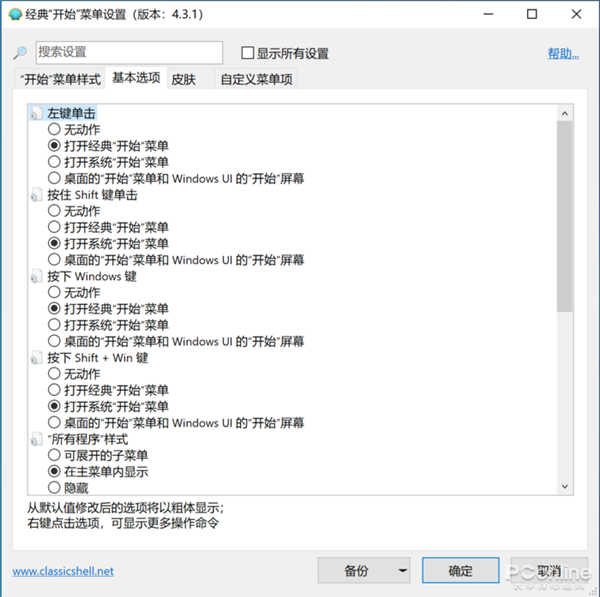 经典“开始”菜单设置（版本：4.3.1）
搜索设置
显示所有设置
帮助...
“开始”菜单样式 基本选项 皮肤 自定义菜单项
左键单击
无动作
打开经典“开始”菜单
打开系统“开始”菜单
桌面的“开始”菜单和 Windows UI 的“开始”屏幕
按住 Shift 键单击
无动作
打开经典“开始”菜单
打开系统“开始”菜单
桌面的“开始”菜单和 Windows UI 的“开始”屏幕
按下 Windows 键
无动作
打开经典“开始”菜单
打开系统“开始”菜单
桌面的“开始”菜单和 Windows UI 的“开始”屏幕
按下 Shift + Win 键
无动作
打开经典“开始”菜单
打开系统“开始”菜单
桌面的“开始”菜单和 Windows UI 的“开始”屏幕
“所有程序”样式
可展开的子菜单
在主菜单内显示
隐藏
从默认值修改后的选项将以粗体显示；
右键点击选项，可显示更多操作命令
www.classicshell.net
备份 确定 取消
PConline